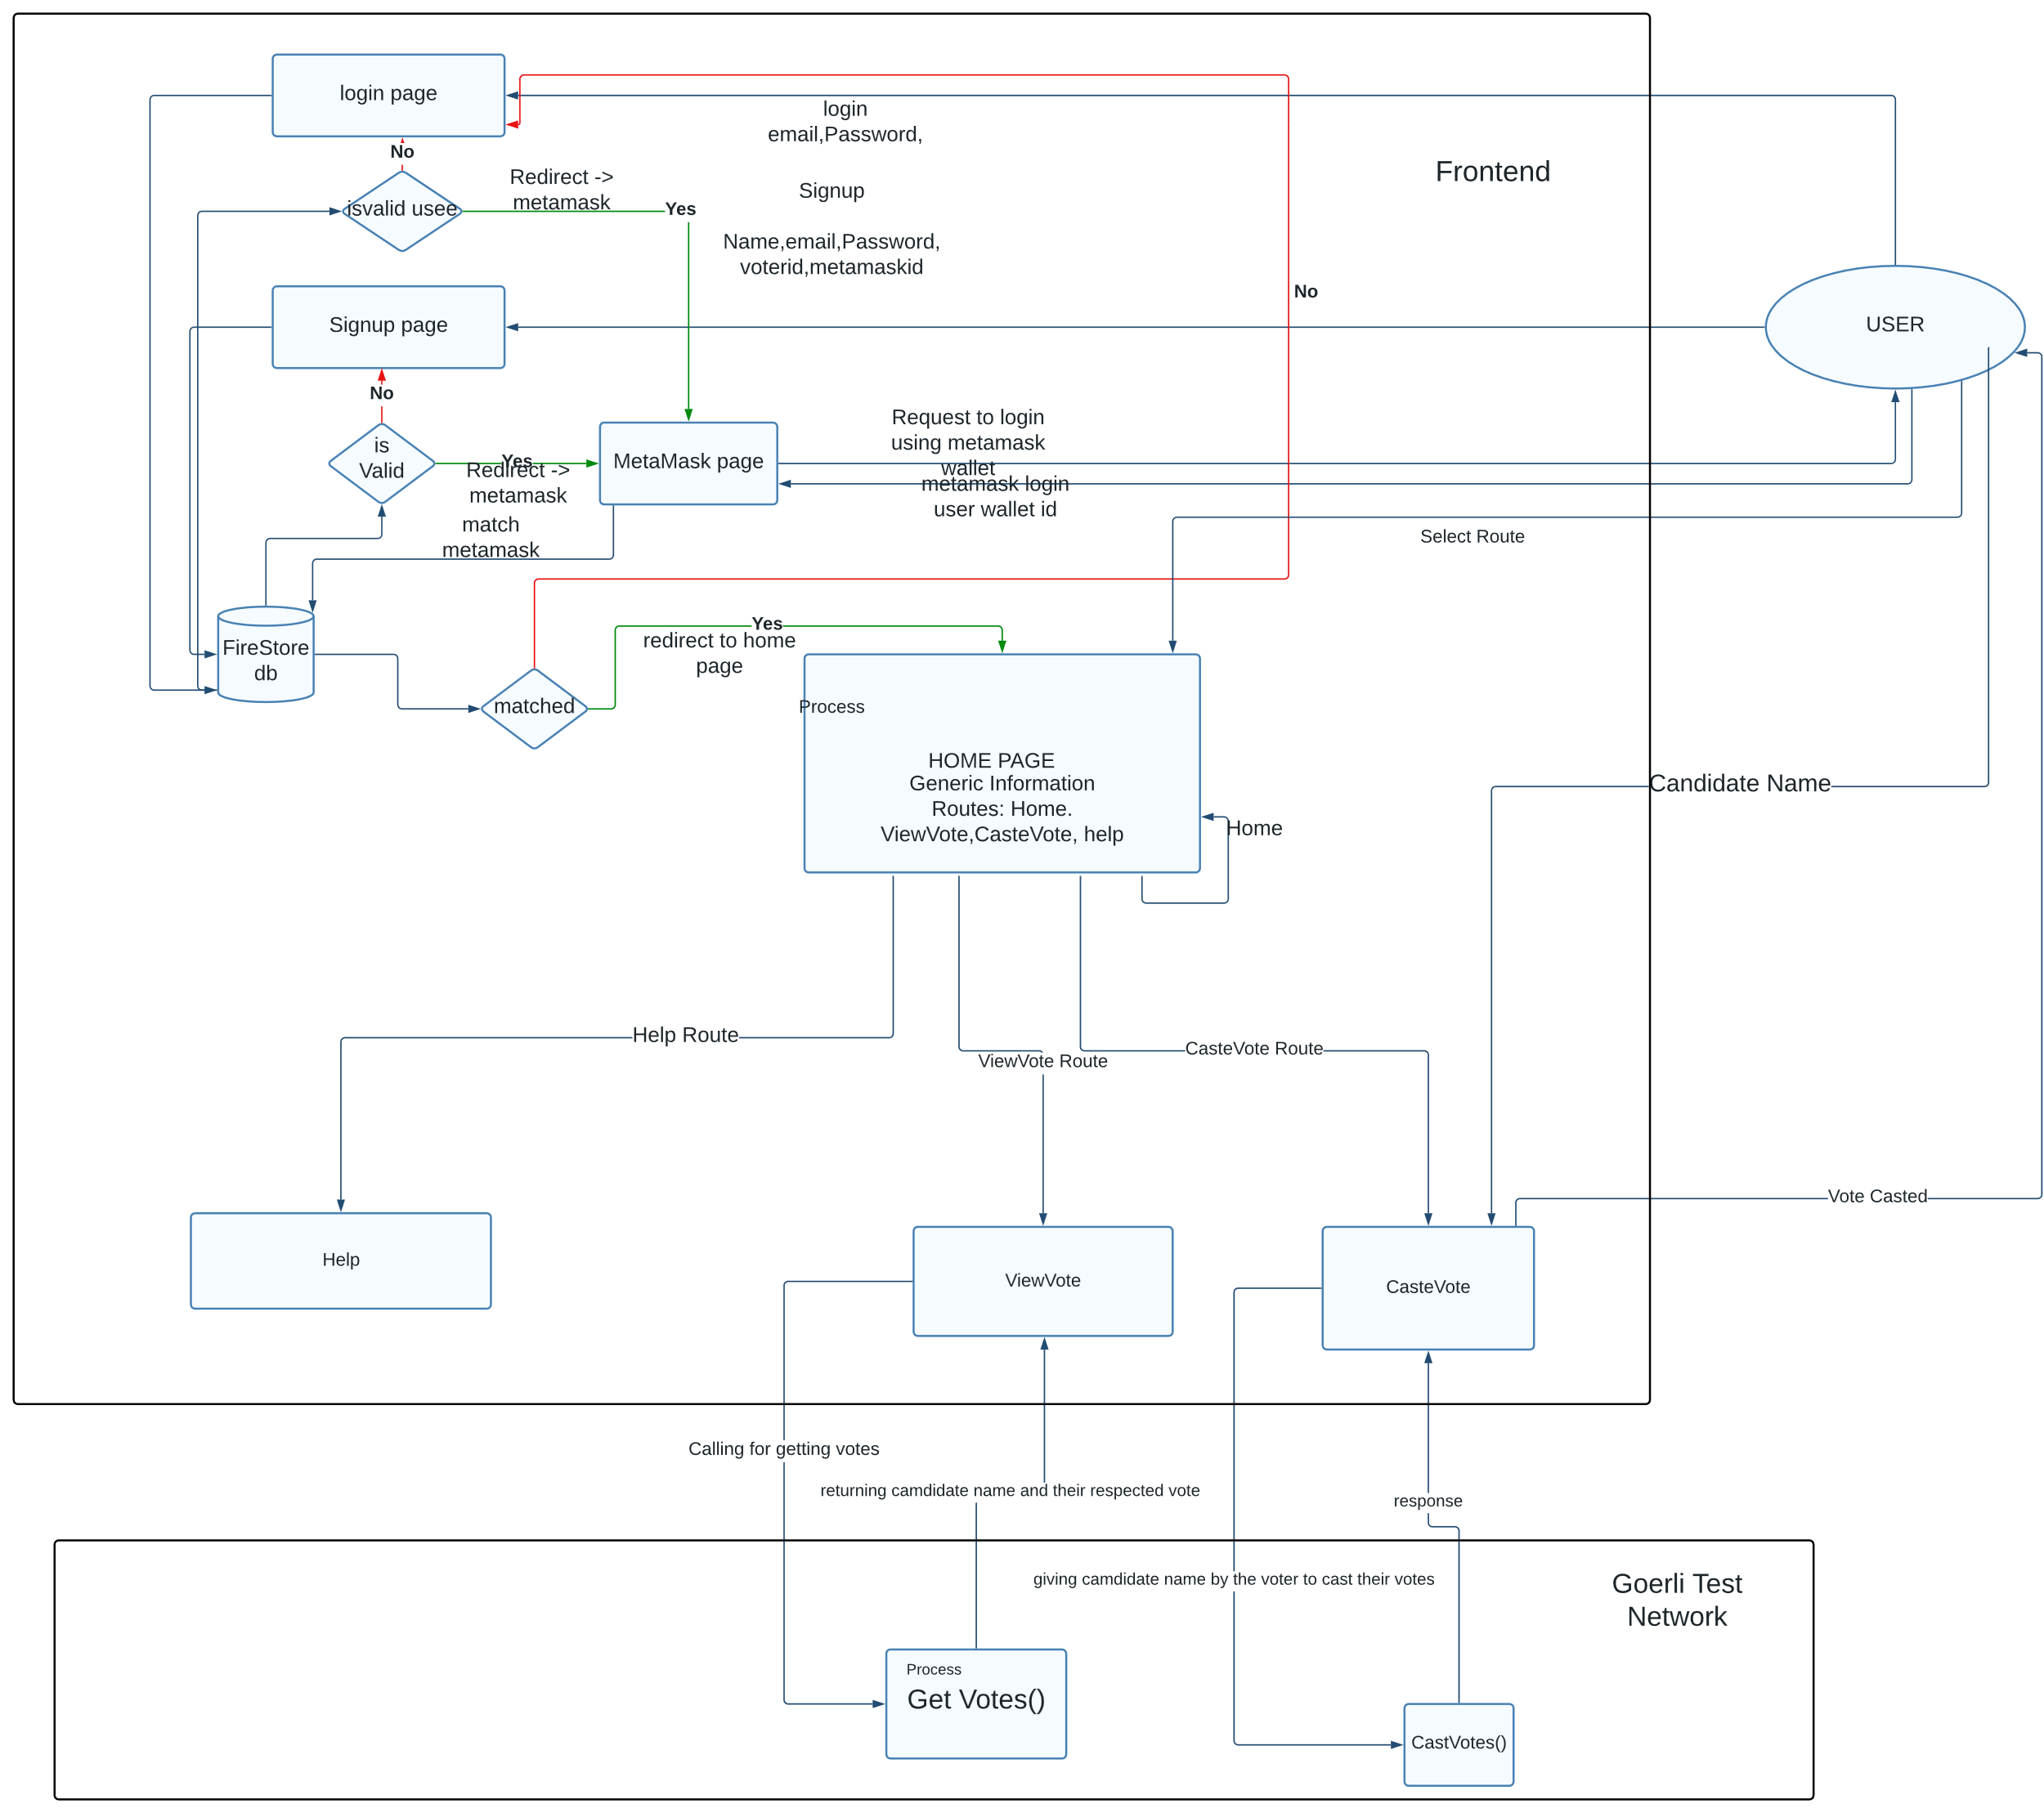 login page
login
email,Password,
No
Frontend
Redirect ->
metamask
isvalid usee
Yes
Signup
Name,email,Password,
voterid,metamaskid
No
Signup page
USER
No
is
Valid
Yes
Redirect ->
metamask
MetaMask page
Request to login
using metamask
wallet
metamask login
user wallet id
match
metamask
Select Route
FireStore
db
matched
Yes
redirect to home
page
Process
HOME PAGE
Generic Information
Routes: Home.
ViewVote,CasteVote, help
Home
Candidate Name
Help Route
ViewVote Route
CasteVote Route
Vote Casted
Help
ViewVote
CasteVote
Calling for getting votes
returning camdidate name and their respected vote
response
giving camdidate name by the voter to cast their votes
Goerli Test
Network
Process
Get Votes()
CastVotes()